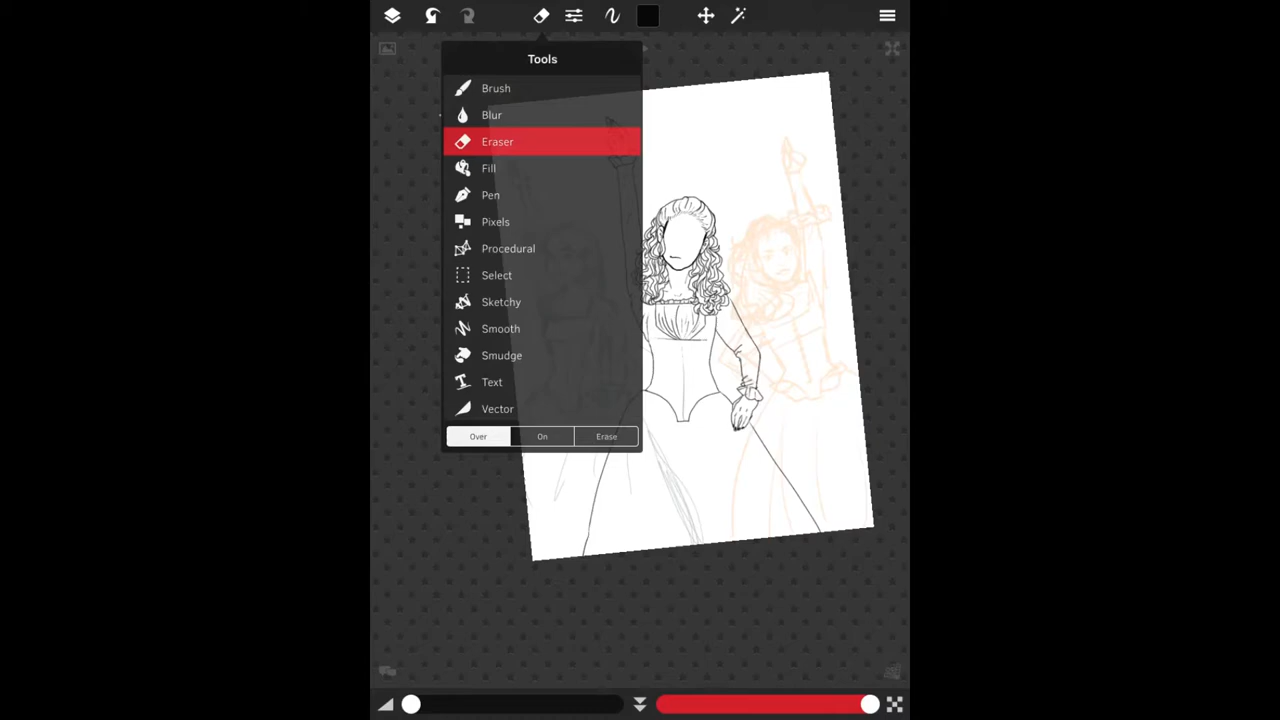 Tools
Brush
Blur
Eraser
Fill
Pen
Pixels
Procedural
Select
Sketchy
Smooth
Smudge
Text
Vector
Over On Erase